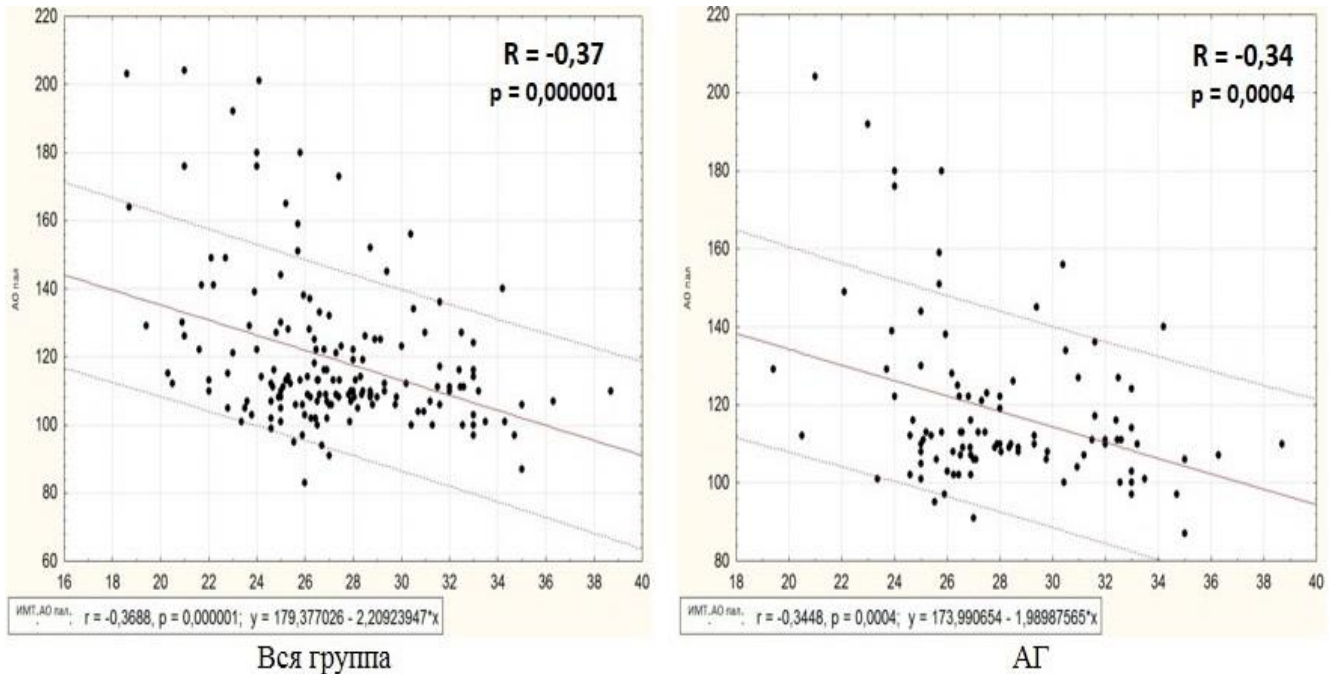 220
200
180
160
140
120
100
80
60
АО пал
R = -0,37
p = 0,000001
16 18 20 22 24 26 28 30 32 34 36 38 40
ИМТ.АО пал. r = -0,3688, p = 0,000001; y = 179,377026 - 2,20923947*x
Вся группа
220
200
180
160
140
120
100
80
АО пал
R = -0,34
p = 0,0004
18 20 22 24 26 28 30 32 34 36 38 40
ИМТ.АО пал. r = -0,3448, p = 0,0004; y = 173,990654 - 1,98987565*x
АГ